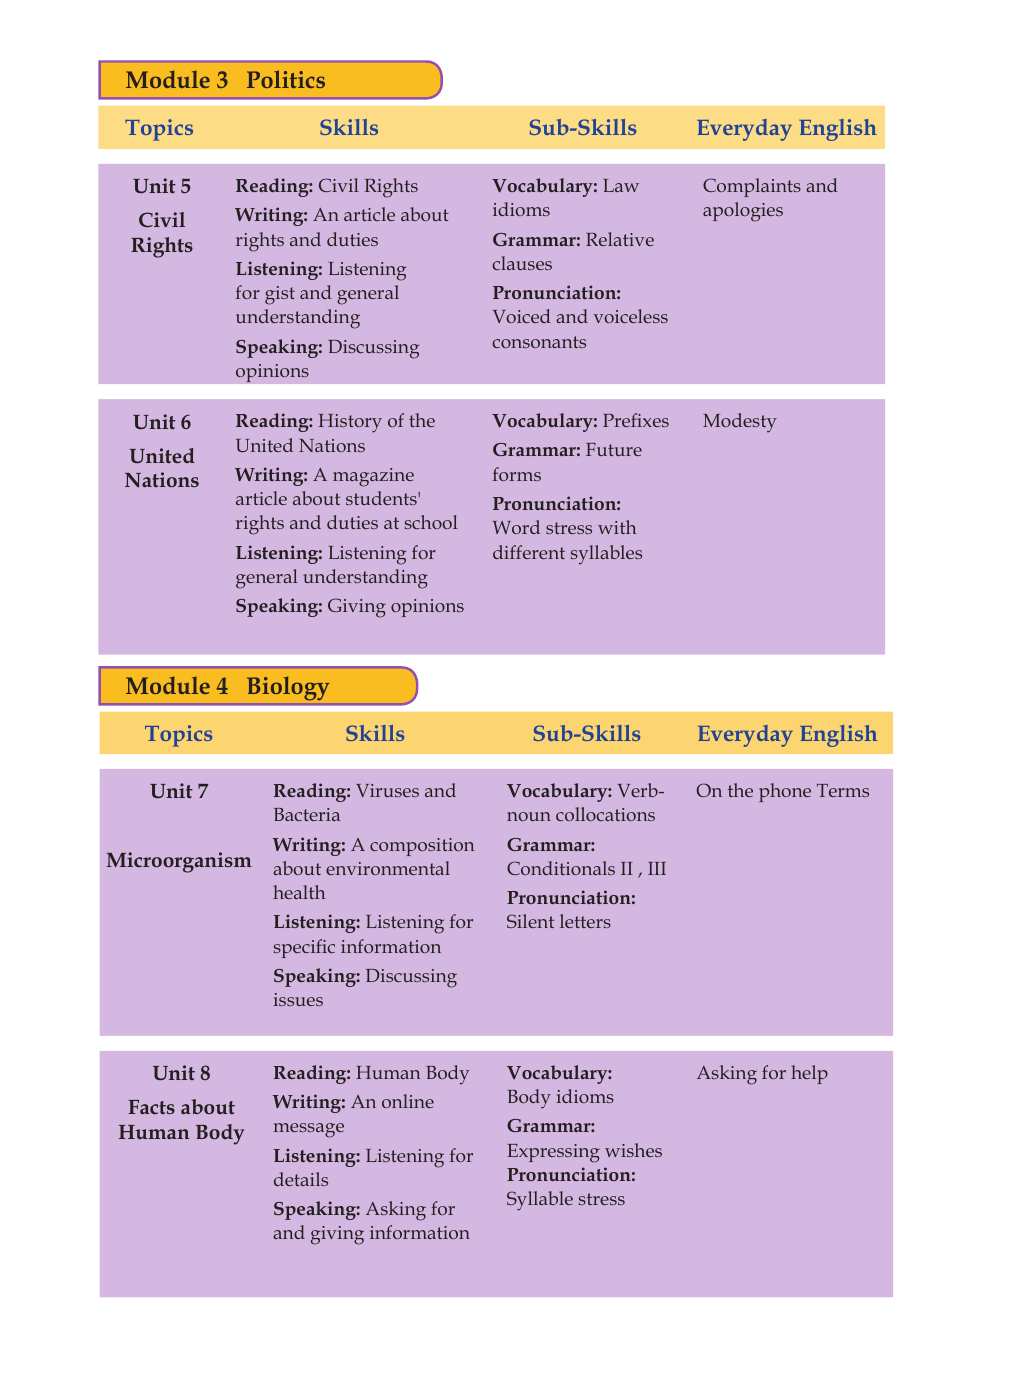 Module 3 Politics
Topics Skills Sub-Skills Everyday English
Unit 5
Civil
Rights
Reading: Civil Rights
Writing: An article about
rights and duties
Listening: Listening
for gist and general
understanding
Speaking: Discussing
opinions
Vocabulary: Law
idioms
Grammar: Relative
clauses
Pronunciation:
Voiced and voiceless
consonants
Complaints and
apologies
Unit 6
United
Nations
Reading: History of the
United Nations
Writing: A magazine
article about students'
rights and duties at school
Listening: Listening for
general understanding
Speaking: Giving opinions
Vocabulary: Prefixes
Grammar: Future
forms
Pronunciation:
Word stress with
different syllables
Modesty
Module 4 Biology
Topics Skills Sub-Skills Everyday English
Unit 7
Microorganism
Reading: Viruses and
Bacteria
Writing: A composition
about environmental
health
Listening: Listening for
specific information
Speaking: Discussing
issues
Vocabulary: Verb-
noun collocations
Grammar:
Conditionals II , III
Pronunciation:
Silent letters
On the phone Terms
Unit 8
Facts about
Human Body
Reading: Human Body
Writing: An online
message
Listening: Listening for
details
Speaking: Asking for
and giving information
Vocabulary:
Body idioms
Grammar:
Expressing wishes
Pronunciation:
Syllable stress
Asking for help